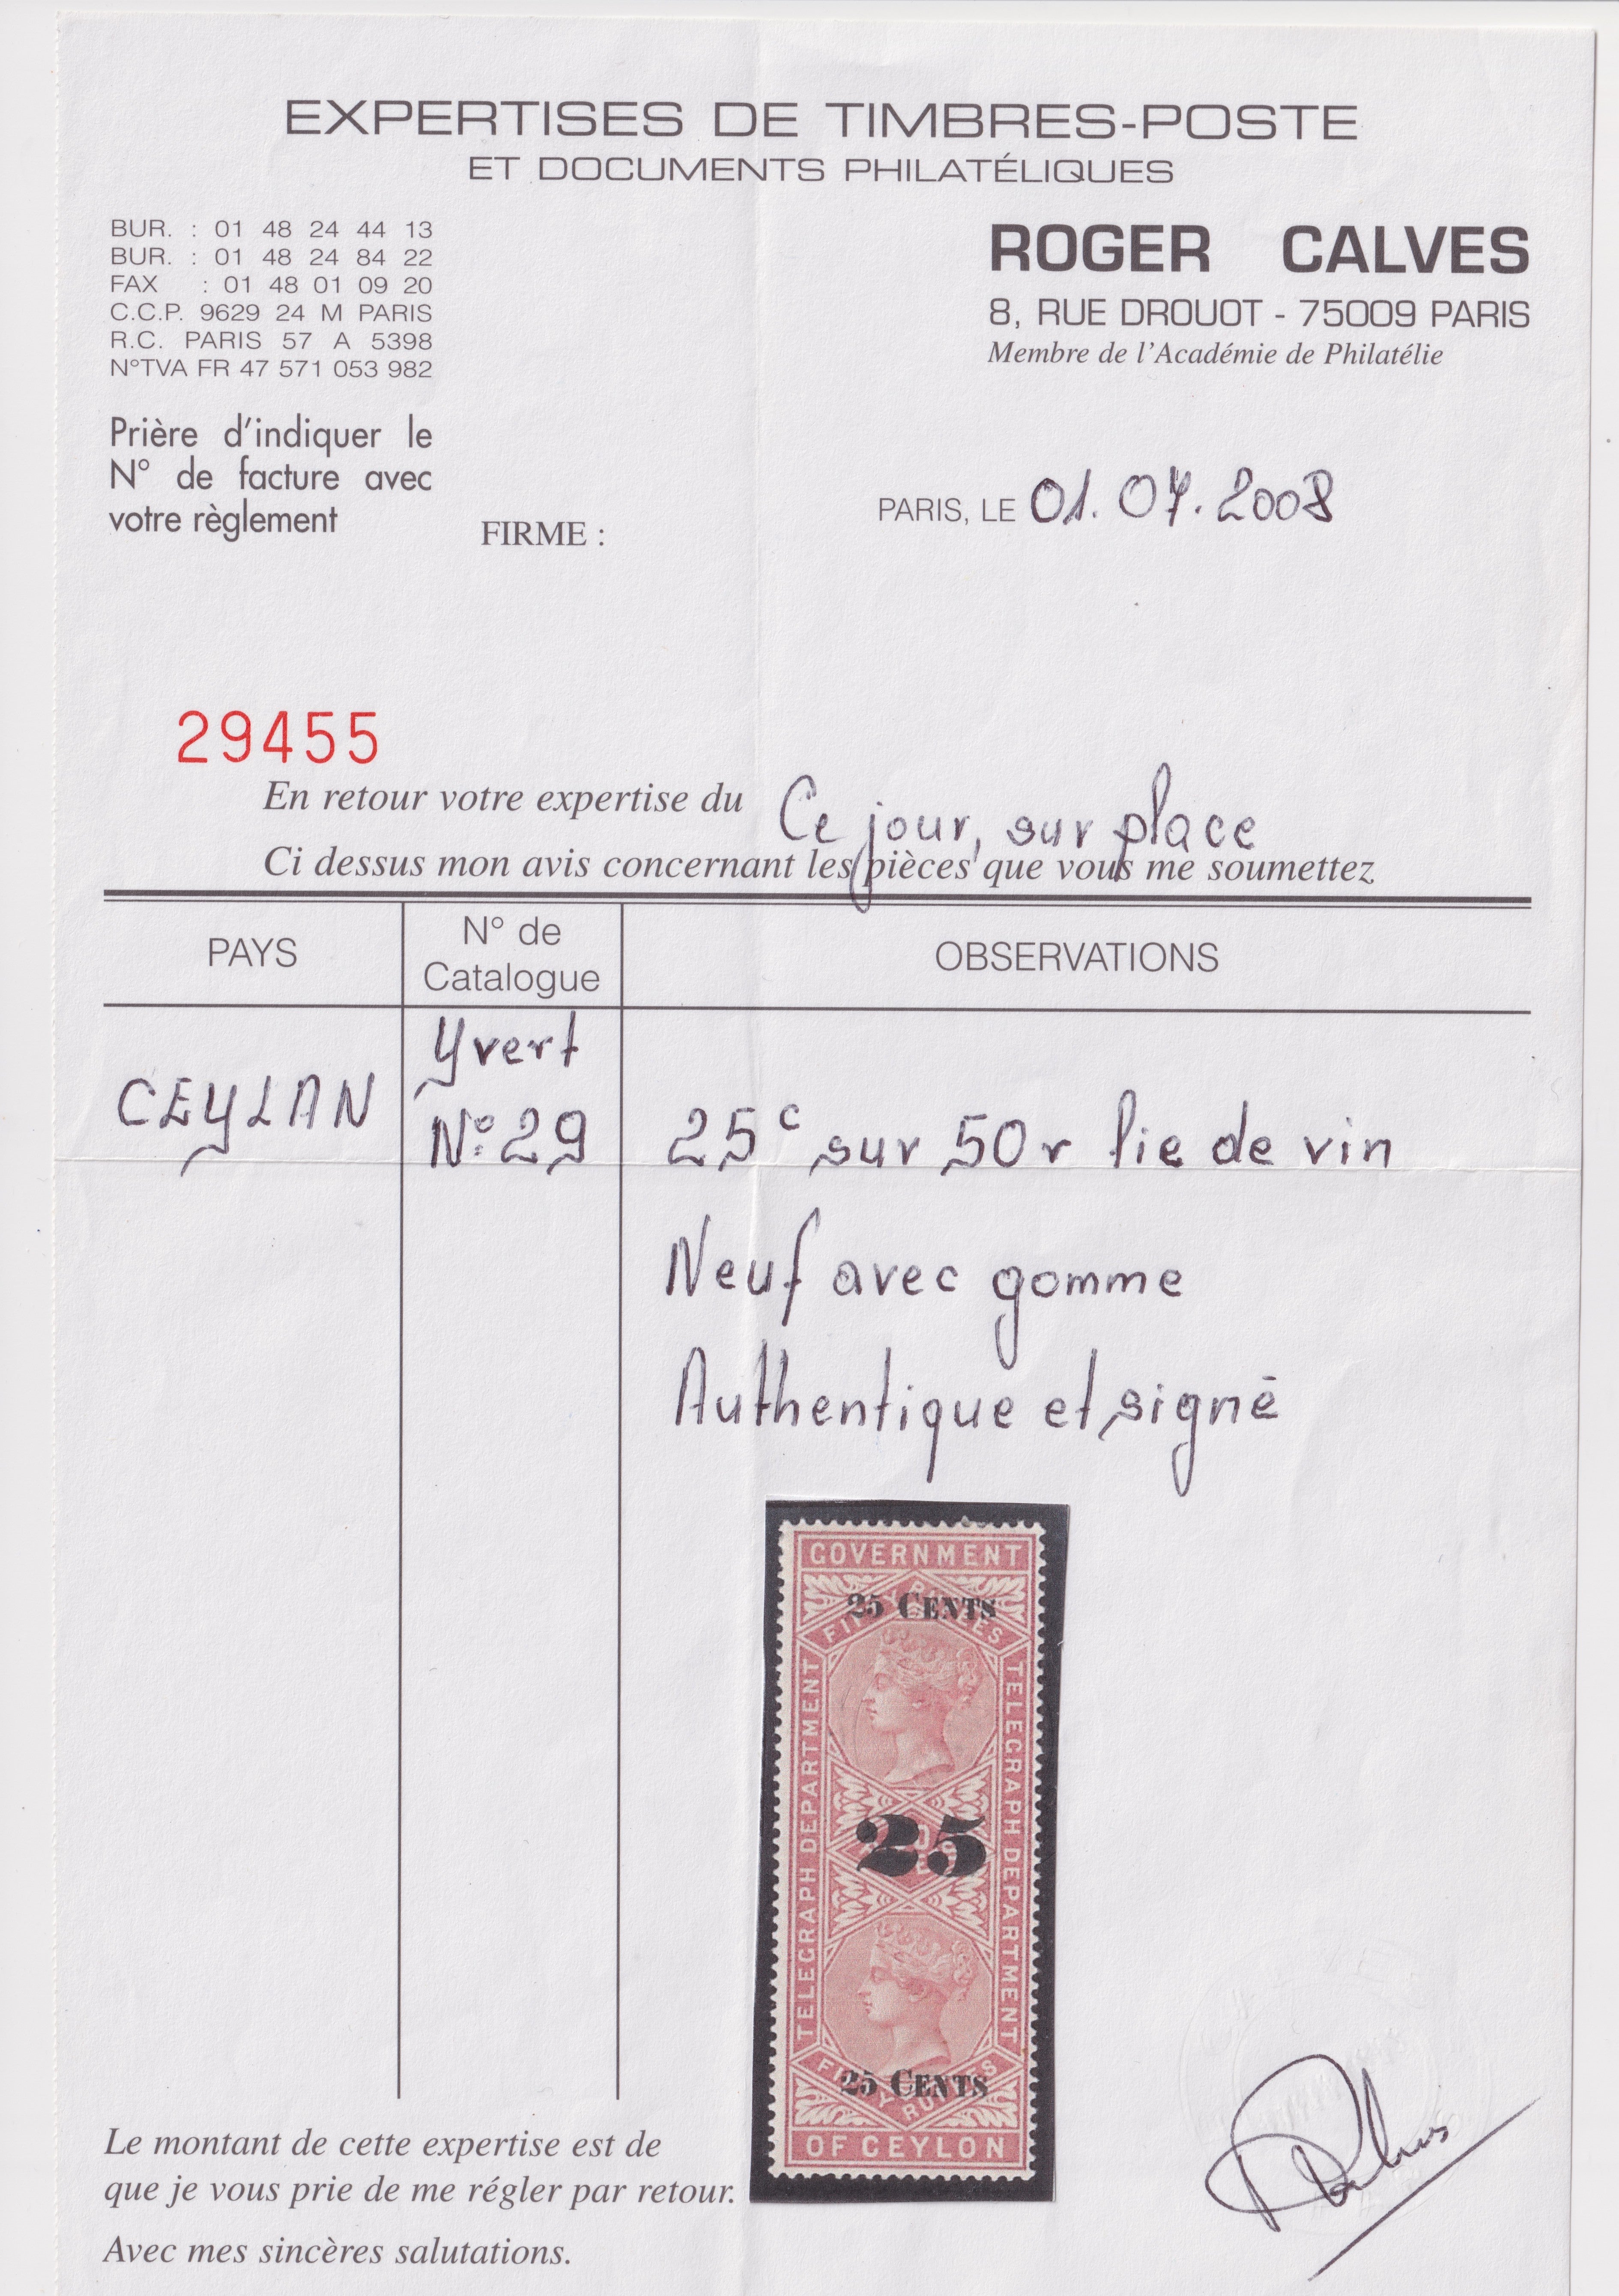 EXPERTISES DE TIMBRES-POSTE
ET DOCUMENTS PHILATÉLIQUES
BUR. : 01 48 24 44 13
BUR. : 01 48 24 84 22
FAX : 01 48 01 09 20
C.C.P. 9629 24 M PARIS
R.C. PARIS 57 A 5398
N°TVA FR 47 571 053 982
ROGER CALVES
8, RUE DROUOT - 75009 PARIS
Membre de l'Académie de Philatélie
Prière d'indiquer le
N° de facture avec
votre règlement
FIRME :
PARIS, LE 01.07.2008
29455
En retour votre expertise du Ce jour, sur place
Ci dessus mon avis concernant les pièces que vous me soumettez
PAYS
N° de
Catalogue
OBSERVATIONS
CEYLAN
Yvert
N° 29
25c sur 50 r lie de vin
Neuf avec gomme
Authentique et signé
GOVERNMENT
FIFTY RUPEES
25 CENTS
TELEGRAPH DEPARTMENT
TELEGRAPH DEPARTMENT
25
FIFTY RUPEES
25 CENTS
OF CEYLON
Le montant de cette expertise est de
que je vous prie de me régler par retour.
Avec mes sincères salutations.